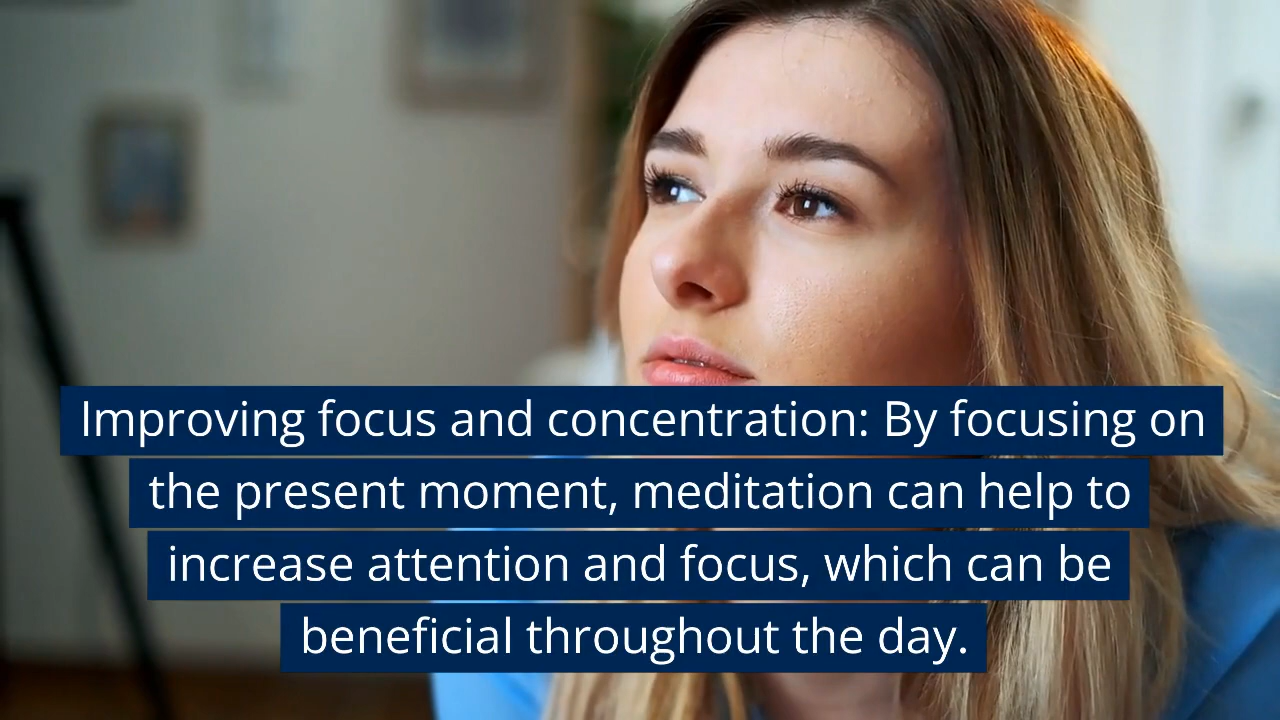 Improving focus and concentration: By focusing on
the present moment, meditation can help to
increase attention and focus, which can be
beneficial throughout the day.